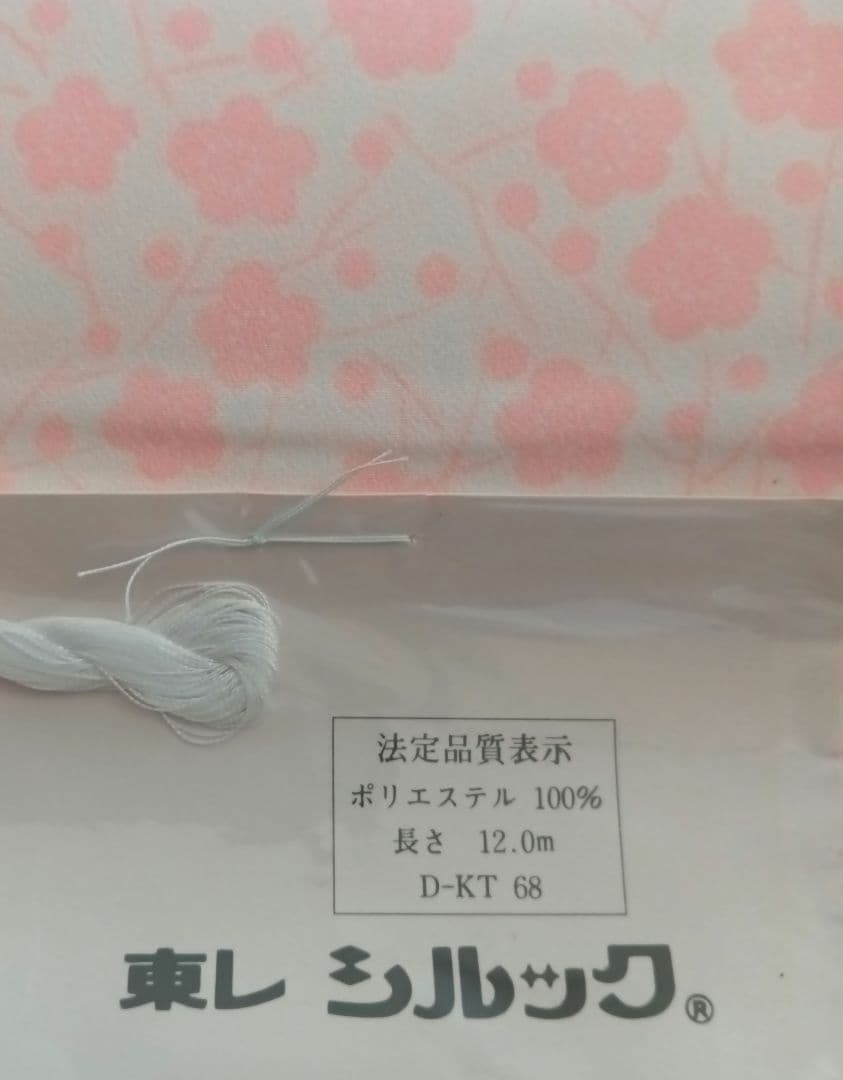 法定品質表示
ポリエステル 100%
長さ 12.0m
D-KT 68
東レ シルック®